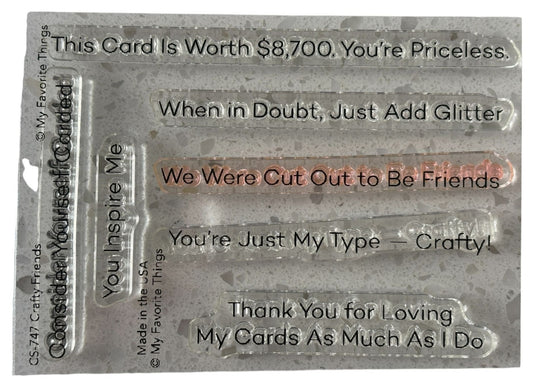 This Card Is Worth $8,700. You're Priceless.
When in Doubt, Just Add Glitter
We Were Cut Out to Be Friends
You're Just My Type — Crafty!
Thank You for Loving
My Cards As Much As I Do
You Inspire Me
Consider Yourself Carded
CS-747 Crafty Friends
© My Favorite Things
Made in the USA
© My Favorite Things